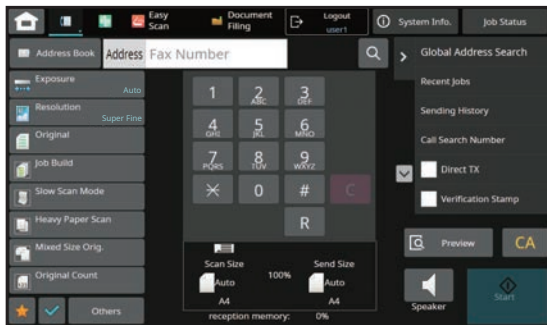 Easy Scan
Document Filing
Logout
user1
System Info.
Job Status
Address Book
Address
Fax Number
Exposure
Auto
Resolution
Super Fine
Original
Job Build
Slow Scan Mode
Heavy Paper Scan
Mixed Size Orig.
Original Count
Others
1
2
ABC
3
DEF
4
GHI
5
JKL
6
MNO
7
PQRS
8
TUV
9
WXYZ
0
#
C
R
Scan Size
Send Size
Auto
100%
Auto
A4
A4
reception memory: 0%
Global Address Search
Recent Jobs
Sending History
Call Search Number
Direct TX
Verification Stamp
Preview
CA
Speaker
Start